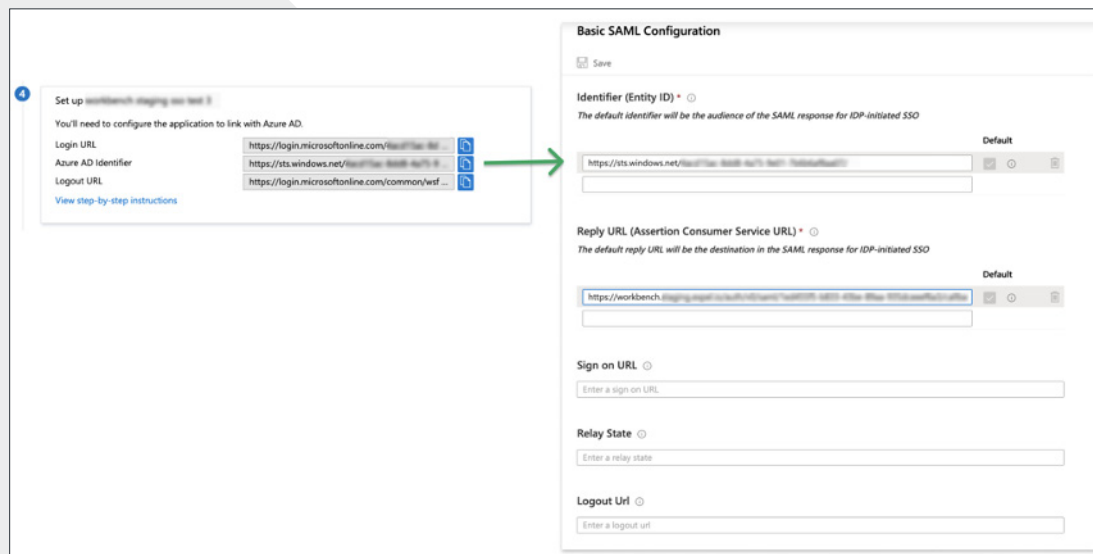 4
Set up
You'll need to configure the application to link with Azure AD.
Login URL https://login.microsoftonline.com/
Azure AD Identifier https://sts.windows.net/
Logout URL https://login.microsoftonline.com/common/wsf ...
View step-by-step instructions
Basic SAML Configuration
Save
Identifier (Entity ID) *
The default identifier will be the audience of the SAML response for IDP-initiated SSO
Default
https://sts.windows.net/
Reply URL (Assertion Consumer Service URL) *
The default reply URL will be the destination in the SAML response for IDP-initiated SSO
Default
https://workbench.
Sign on URL
Enter a sign on URL
Relay State
Enter a relay state
Logout Url
Enter a logout url